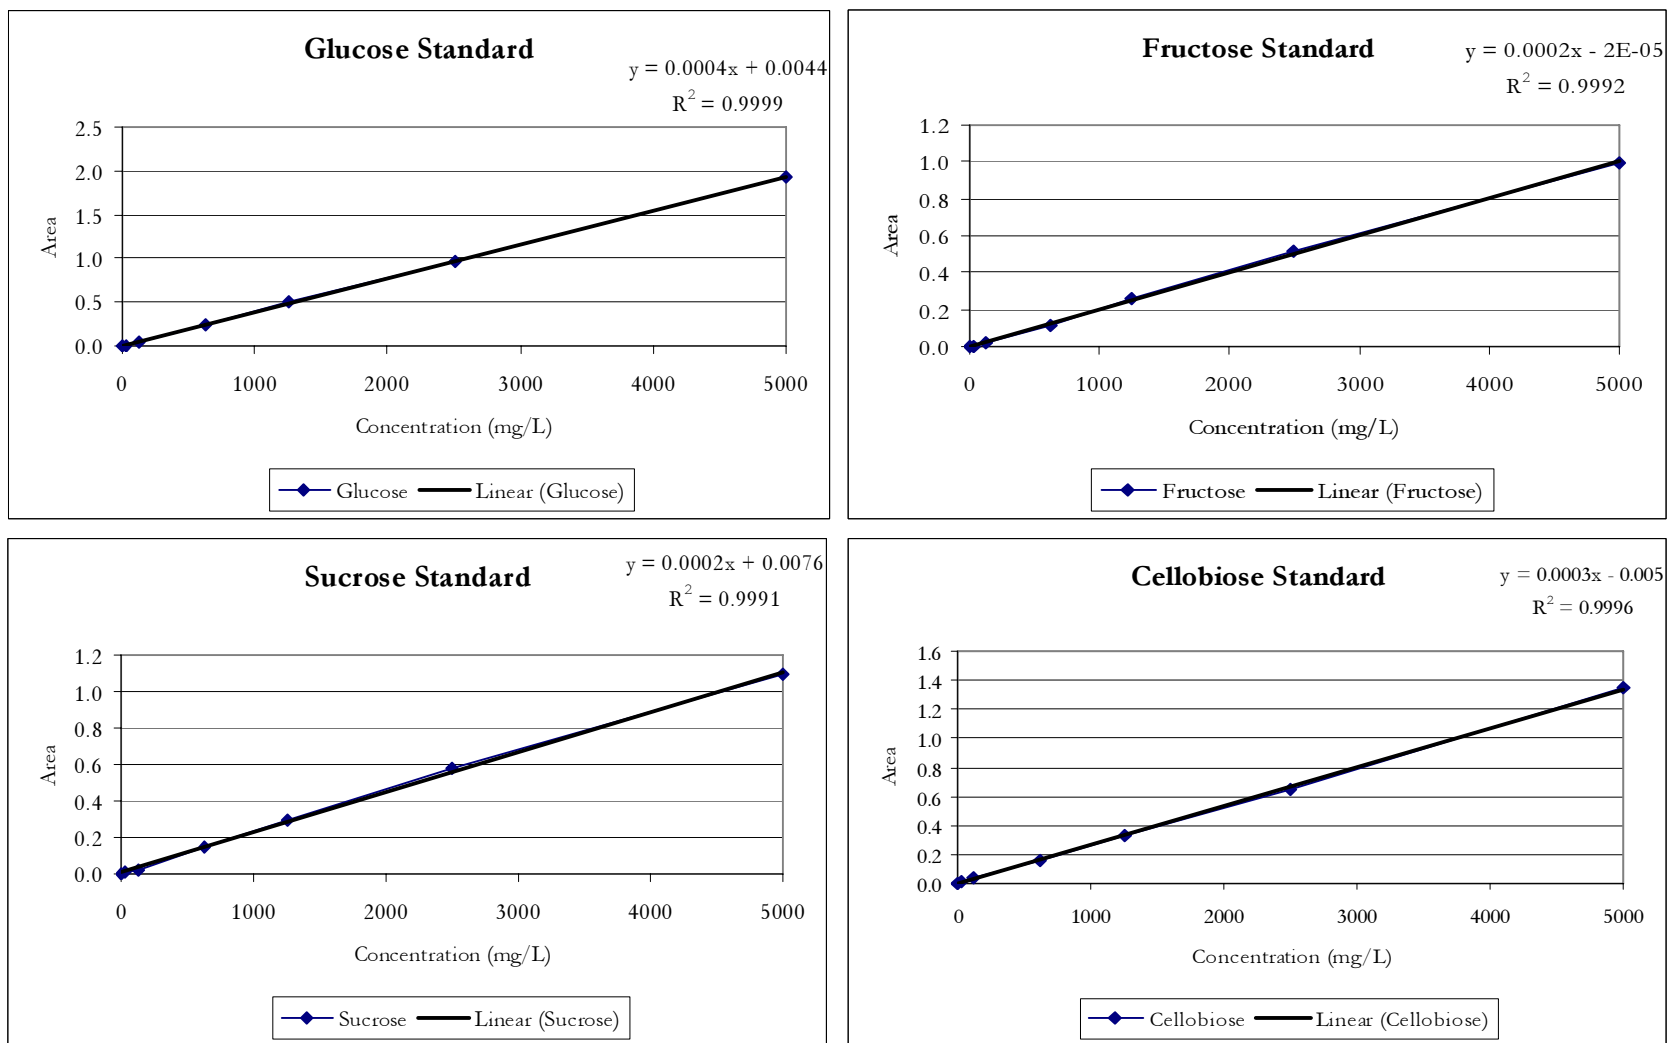 Glucose Standard
y = 0.0004x + 0.0044
R² = 0.9999
2.5
2.0
1.5
1.0
0.5
0.0
Area
0 1000 2000 3000 4000 5000
Concentration (mg/L)
Glucose Linear (Glucose)
Fructose Standard
y = 0.0002x - 2E-05
R² = 0.9992
1.2
1.0
0.8
0.6
0.4
0.2
0.0
Area
0 1000 2000 3000 4000 5000
Concentration (mg/L)
Fructose Linear (Fructose)
Sucrose Standard
y = 0.0002x + 0.0076
R² = 0.9991
1.2
1.0
0.8
0.6
0.4
0.2
0.0
Area
0 1000 2000 3000 4000 5000
Concentration (mg/L)
Sucrose Linear (Sucrose)
Cellobiose Standard
y = 0.0003x - 0.005
R² = 0.9996
1.6
1.4
1.2
1.0
0.8
0.6
0.4
0.2
0.0
Area
0 1000 2000 3000 4000 5000
Concentration (mg/L)
Cellobiose Linear (Cellobiose)